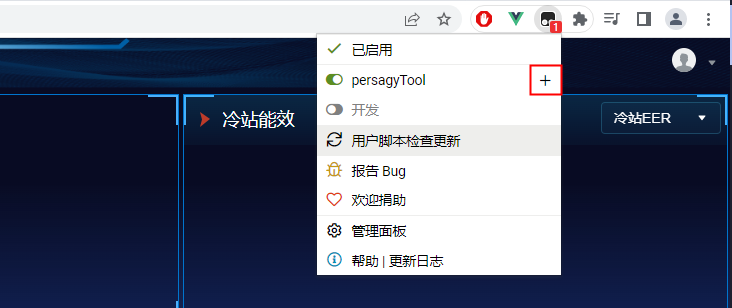 1
已启用
persagyTool
开发
用户脚本检查更新
报告 Bug
欢迎捐助
管理面板
帮助 | 更新日志
冷站能效
冷站EER